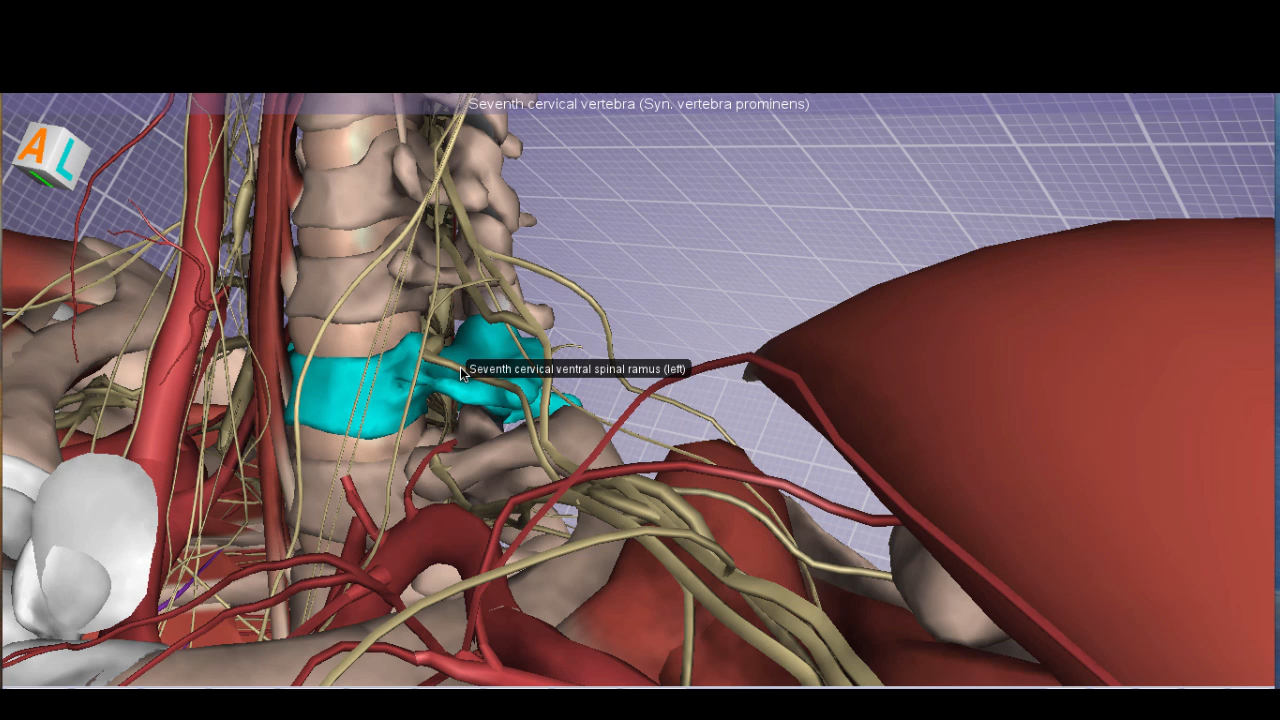 Seventh cervical vertebra (Syn. vertebra prominens)
A L
Seventh cervical ventral spinal ramus (left)